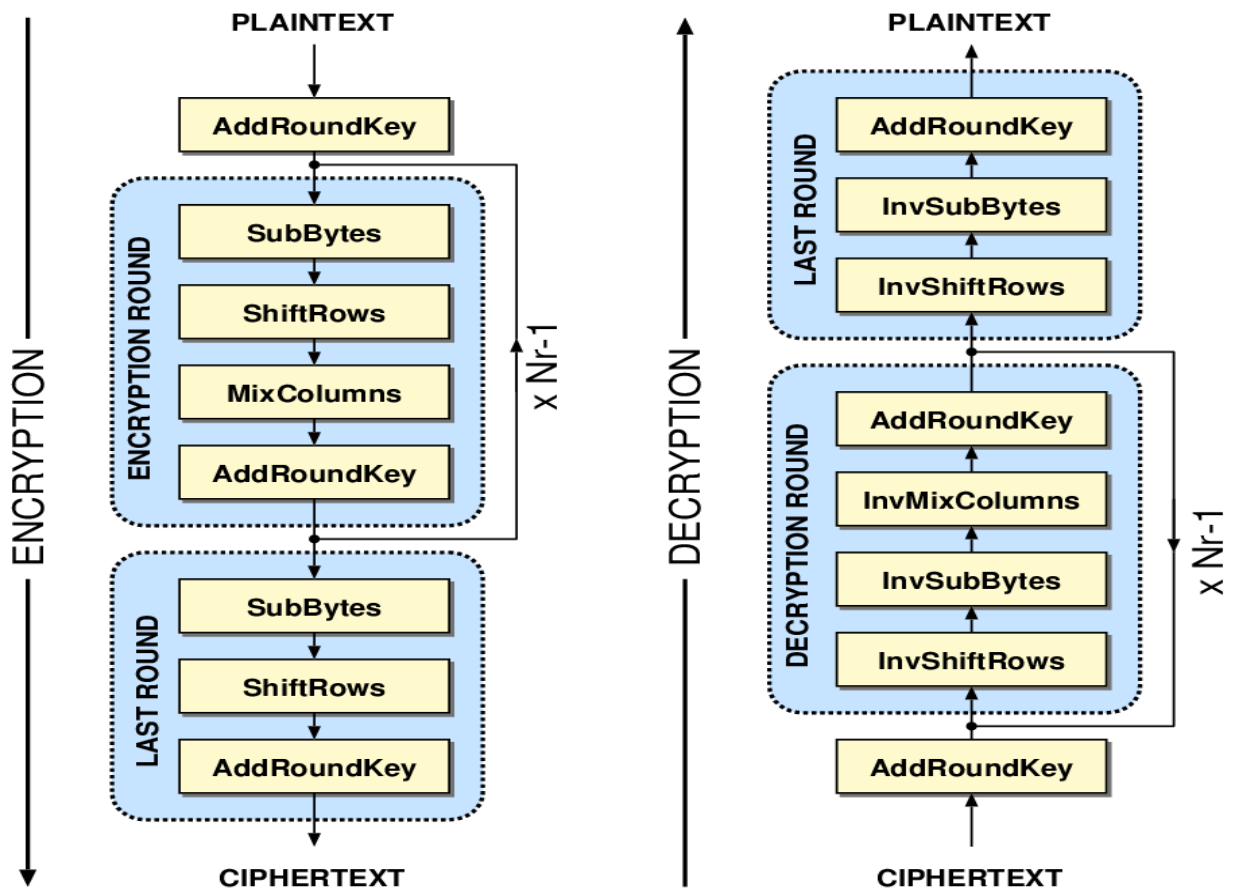 PLAINTEXT
AddRoundKey
ENCRYPTION ROUND
SubBytes
ShiftRows
MixColumns
AddRoundKey
x Nr-1
ENCRYPTION
LAST ROUND
SubBytes
ShiftRows
AddRoundKey
CIPHERTEXT
PLAINTEXT
LAST ROUND
AddRoundKey
InvSubBytes
InvShiftRows
DECRYPTION
DECRYPTION ROUND
AddRoundKey
InvMixColumns
InvSubBytes
InvShiftRows
x Nr-1
AddRoundKey
CIPHERTEXT